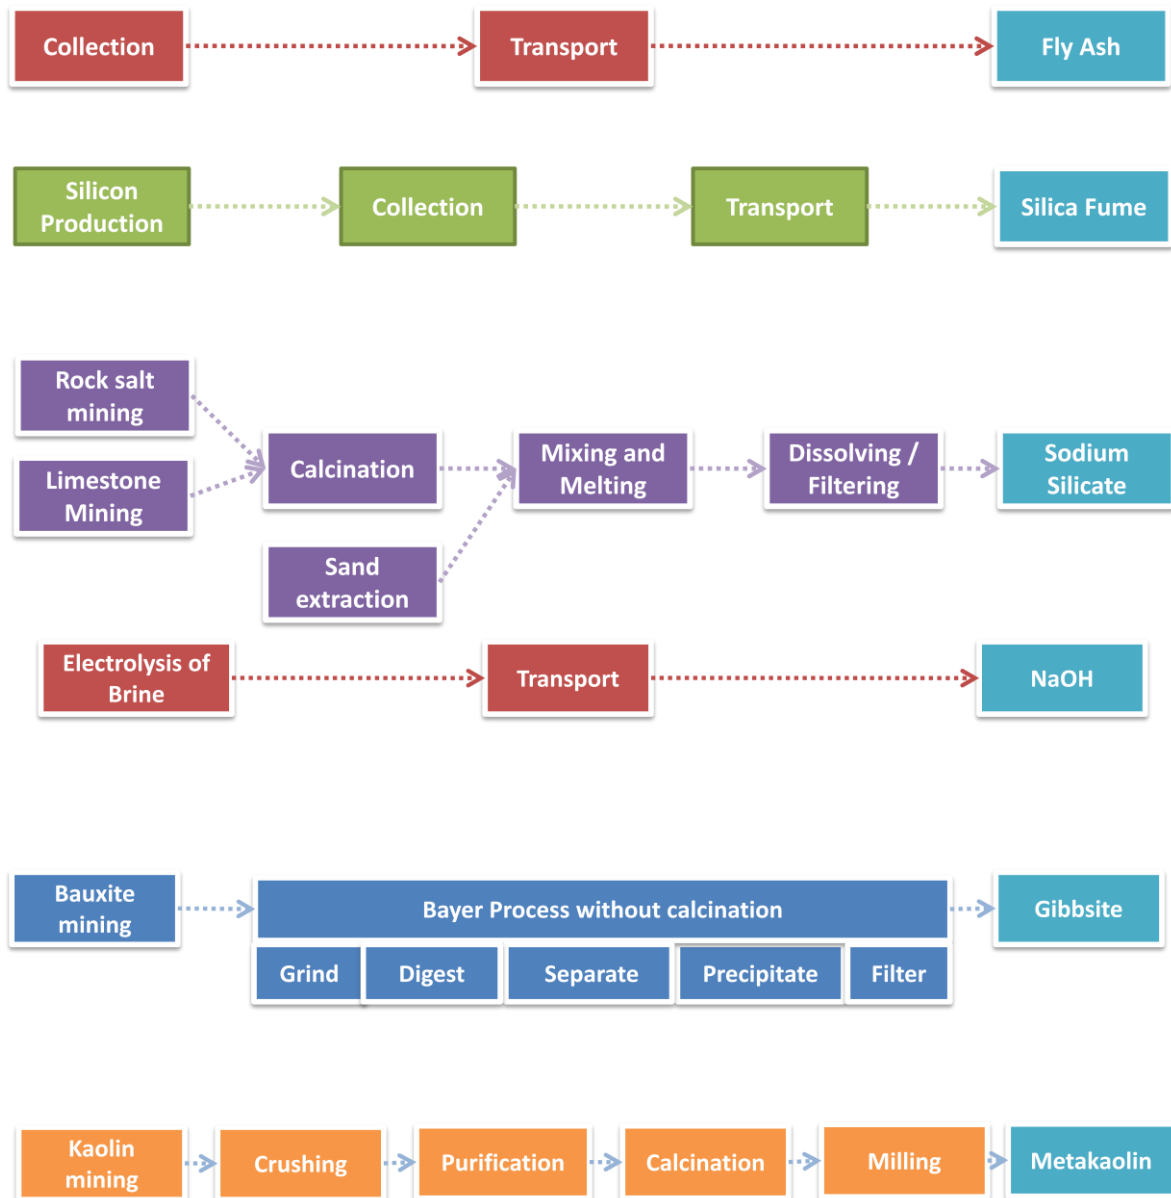 Collection
Transport
Fly Ash
Silicon
Production
Collection
Transport
Silica Fume
Rock salt
mining
Limestone
Mining
Calcination
Sand
extraction
Mixing and
Melting
Dissolving /
Filtering
Sodium
Silicate
Electrolysis of
Brine
Transport
NaOH
Bauxite
mining
Bayer Process without calcination
Grind
Digest
Separate
Precipitate
Filter
Gibbsite
Kaolin
mining
Crushing
Purification
Calcination
Milling
Metakaolin